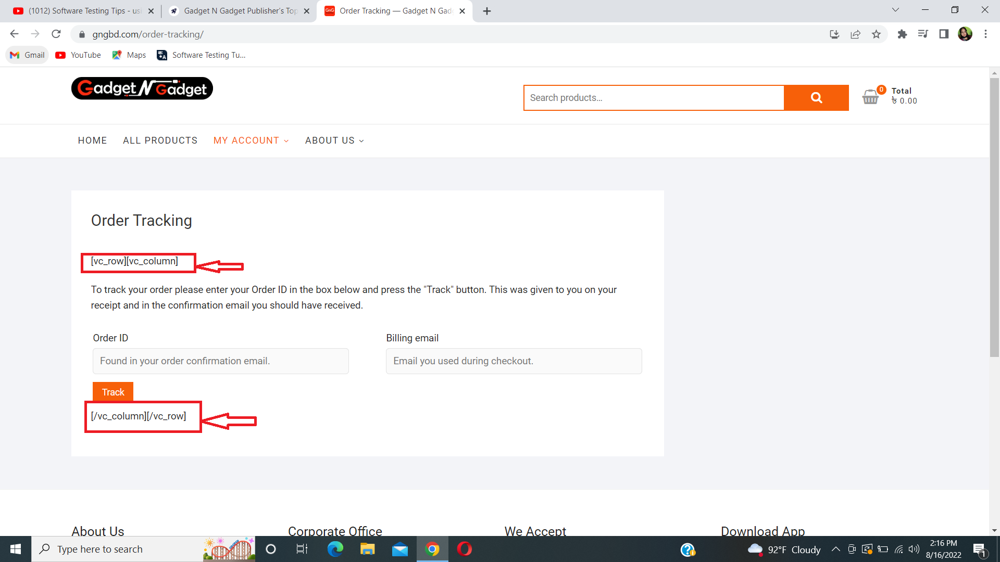 (1012) Software Testing Tips - usi
Gadget N Gadget Publisher's Top
GnG
Order Tracking — Gadget N Gad
gngbd.com/order-tracking/
Gmail
YouTube
Maps
Software Testing Tu...
Gadget N Gadget
Search products...
0
Total
৳ 0.00
HOME
ALL PRODUCTS
MY ACCOUNT
ABOUT US
Order Tracking
[vc_row][vc_column]
To track your order please enter your Order ID in the box below and press the "Track" button. This was given to you on your
receipt and in the confirmation email you should have received.
Order ID
Billing email
Found in your order confirmation email.
Email you used during checkout.
Track
[/vc_column][/vc_row]
About Us
Corporate Office
We Accept
Download App
Type here to search
92°F Cloudy
2:16 PM
8/16/2022
1